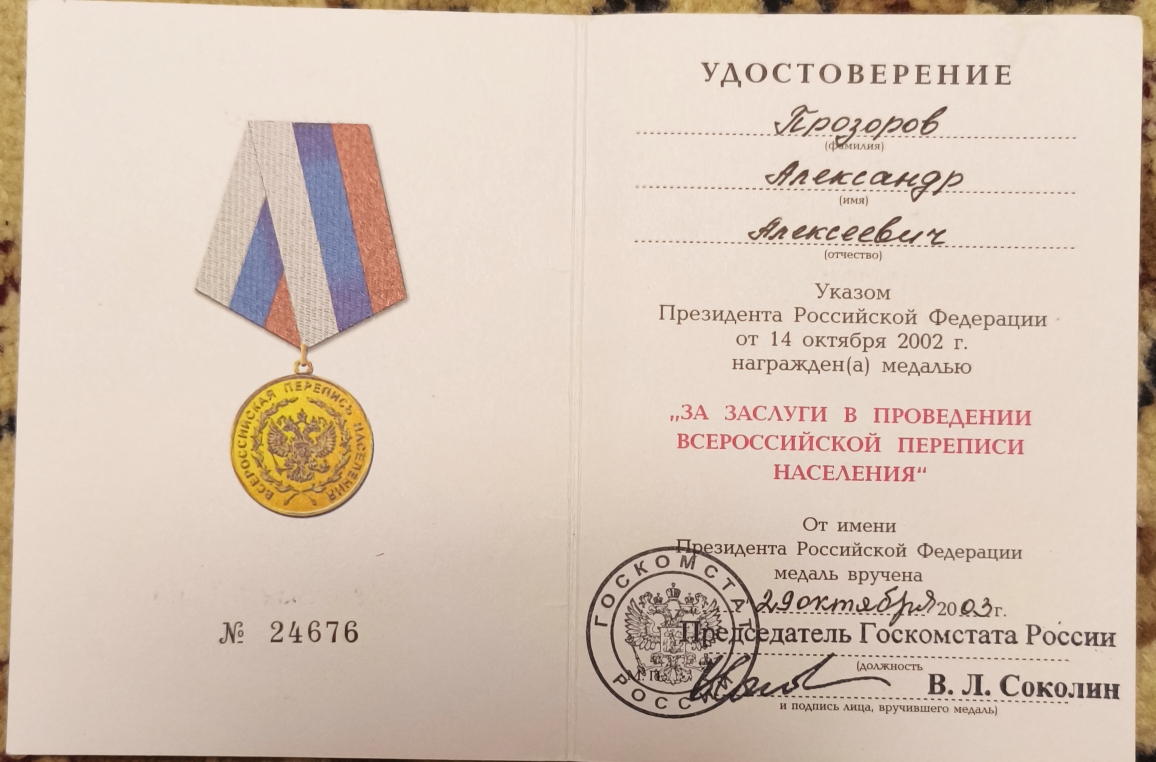 ВСЕРОССИЙСКАЯ ПЕРЕПИСЬ НАСЕЛЕНИЯ
№ 24676
УДОСТОВЕРЕНИЕ
Прозоров
(фамилия)
Александр
(имя)
Алексеевич
(отчество)
Указом
Президента Российской Федерации
от 14 октября 2002 г.
награжден(а) медалью
„ЗА ЗАСЛУГИ В ПРОВЕДЕНИИ
ВСЕРОССИЙСКОЙ ПЕРЕПИСИ
НАСЕЛЕНИЯ“
От имени
Президента Российской Федерации
медаль вручена
29 октября 2003 г.
Председатель Госкомстата России
(должность
М.П.
В. Л. Соколин
и подпись лица, вручившего медаль)
ГОСКОМСТАТ
РОССИИ